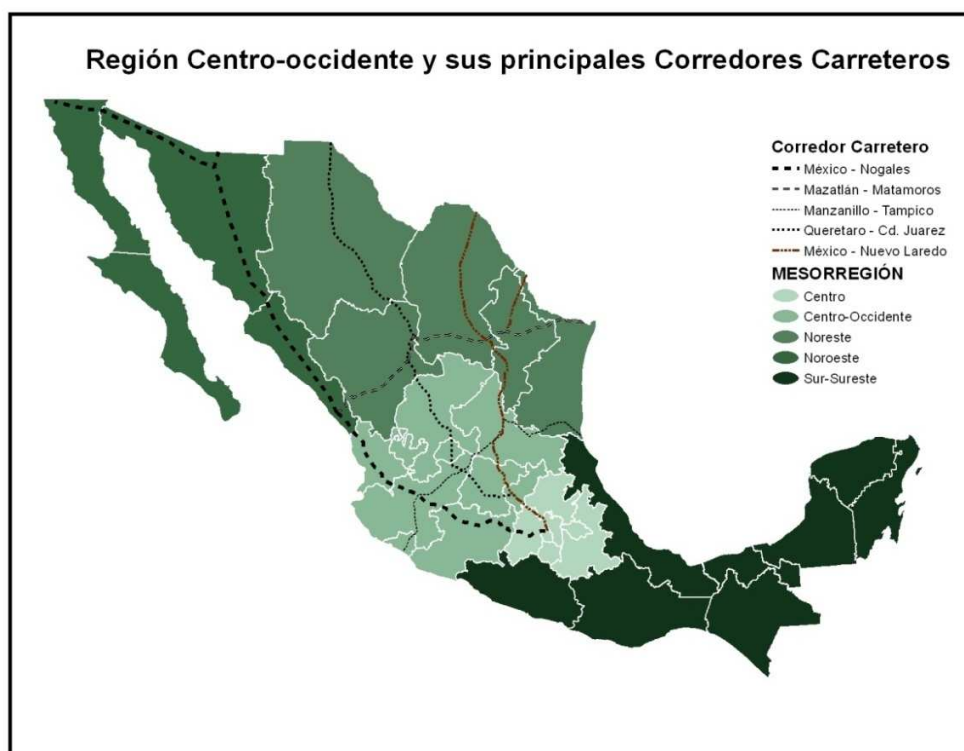 Región Centro-occidente y sus principales Corredores Carreteros
Corredor Carretero
México - Nogales
Mazatlán - Matamoros
Manzanillo - Tampico
Queretaro - Cd. Juarez
México - Nuevo Laredo
MESORREGIÓN
Centro
Centro-Occidente
Noreste
Noroeste
Sur-Sureste